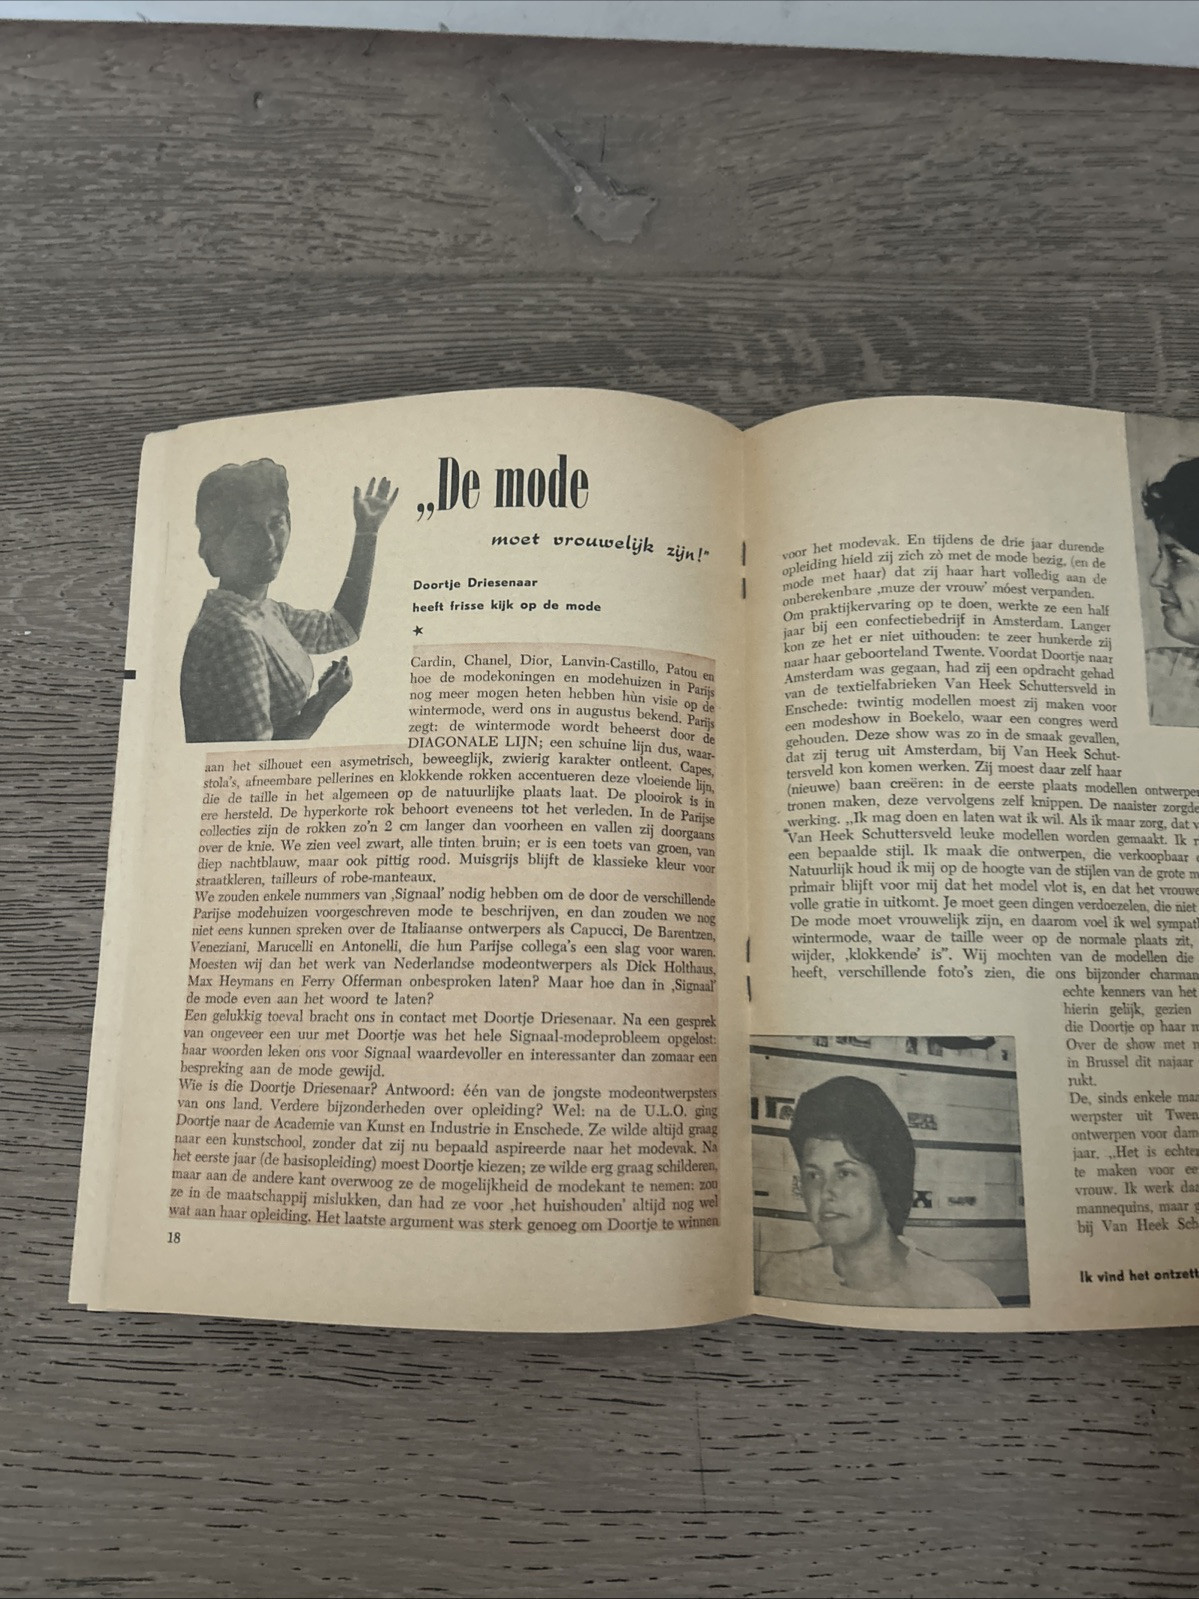 „De mode
moet vrouwelijk zijn!”
Doortje Driesenaar
heeft frisse kijk op de mode
★
Cardin, Chanel, Dior, Lanvin-Castillo, Patou en
hoe de modekoningen en modehuizen in Parijs
nog meer mogen heten hebben hùn visie op de
wintermode, werd ons in augustus bekend. Parijs
zegt: de wintermode wordt beheerst door de
DIAGONALE LIJN; een schuine lijn dus, waar-
aan het silhouet een asymetrisch, beweeglijk, zwierig karakter ontleent. Capes,
stola's, afneembare pellerines en klokkende rokken accentueren deze vloeiende lijn,
die de taille in het algemeen op de natuurlijke plaats laat. De plooirok is in
ere hersteld. De hyperkorte rok behoort eveneens tot het verleden. In de Parijse
collecties zijn de rokken zo'n 2 cm langer dan voorheen en vallen zij doorgaans
over de knie. We zien veel zwart, alle tinten bruin; er is een toets van groen, van
diep nachtblauw, maar ook pittig rood. Muisgrijs blijft de klassieke kleur voor
straatkleren, tailleurs of robe-manteaux.
We zouden enkele nummers van ‚Signaal’ nodig hebben om de door de verschillende
Parijse modehuizen voorgeschreven mode te beschrijven, en dan zouden we nog
niet eens kunnen spreken over de Italiaanse ontwerpers als Capucci, De Barentzen,
Veneziani, Marucelli en Antonelli, die hun Parijse collega's een slag voor waren.
Moesten wij dan het werk van Nederlandse modeontwerpers als Dick Holthaus,
Max Heymans en Ferry Offerman onbesproken laten? Maar hoe dan in ‚Signaal’
de mode even aan het woord te laten?
Een gelukkig toeval bracht ons in contact met Doortje Driesenaar. Na een gesprek
van ongeveer een uur met Doortje was het hele Signaal-modeprobleem opgelost:
haar woorden leken ons voor Signaal waardevoller en interessanter dan zomaar een
bespreking aan de mode gewijd.
Wie is die Doortje Driesenaar? Antwoord: één van de jongste modeontwerpsters
van ons land. Verdere bijzonderheden over opleiding? Wel: na de U.L.O. ging
Doortje naar de Academie van Kunst en Industrie in Enschede. Ze wilde altijd graag
naar een kunstschool, zonder dat zij nu bepaald aspireerde naar het modevak. Na
het eerste jaar (de basisopleiding) moest Doortje kiezen; ze wilde erg graag schilderen,
maar aan de andere kant overwoog ze de mogelijkheid de modekant te nemen: zou
ze in de maatschappij mislukken, dan had ze voor ‚het huishouden’ altijd nog wel
wat aan haar opleiding. Het laatste argument was sterk genoeg om Doortje te winnen
18
voor het modevak. En tijdens de drie jaar durende
opleiding hield zij zich zò met de mode bezig, (en de
mode met haar) dat zij haar hart volledig aan de
onberekenbare ‚muze der vrouw’ móest verpanden.
Om praktijkervaring op te doen, werkte ze een half
jaar bij een confectiebedrijf in Amsterdam. Langer
kon ze het er niet uithouden: te zeer hunkerde zij
naar haar geboorteland Twente. Voordat Doortje naar
Amsterdam was gegaan, had zij een opdracht gehad
van de textielfabrieken Van Heek Schuttersveld in
Enschede: twintig modellen moest zij maken voor
een modeshow in Boekelo, waar een congres werd
gehouden. Deze show was zo in de smaak gevallen,
dat zij terug uit Amsterdam, bij Van Heek Schut-
tersveld kon komen werken. Zij moest daar zelf haar
(nieuwe) baan creëren: in de eerste plaats modellen ontwerpe
tronen maken, deze vervolgens zelf knippen. De naaister zorgde
werking. „Ik mag doen en laten wat ik wil. Als ik maar zorg, dat
Van Heek Schuttersveld leuke modellen worden gemaakt. Ik
een bepaalde stijl. Ik maak die ontwerpen, die verkoopbaar
Natuurlijk houd ik mij op de hoogte van de stijlen van de grote m
primair blijft voor mij dat het model vlot is, en dat het vrouwe
volle gratie in uitkomt. Je moet geen dingen verdoezelen, die niet
De mode moet vrouwelijk zijn, en daarom voel ik wel sympat
wintermode, waar de taille weer op de normale plaats zit,
wijder, ‚klokkende’ is”. Wij mochten van de modellen die
heeft, verschillende foto's zien, die ons bijzonder charman
echte kenners van het
hierin gelijk, gezien
die Doortje op haar
Over de show met
in Brussel dit najaar
rukt.
De, sinds enkele maa
werpster uit Twen
ontwerpen voor dam
jaar. „Het is echter
te maken voor ee
vrouw. Ik werk daa
mannequins, maar
bij Van Heek Sch
Ik vind het ontzett